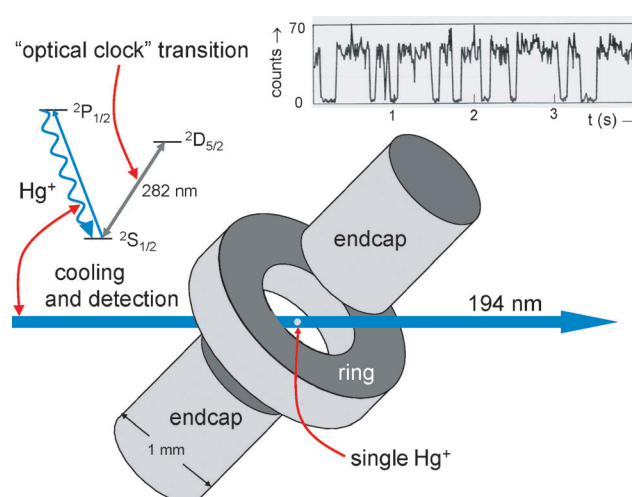 "optical clock" transition
70
counts →
0
1
2
3
t (s)
²P₁/₂
²D₅/₂
Hg⁺
282 nm
²S₁/₂
cooling
and detection
endcap
194 nm
ring
endcap
1 mm
single Hg⁺